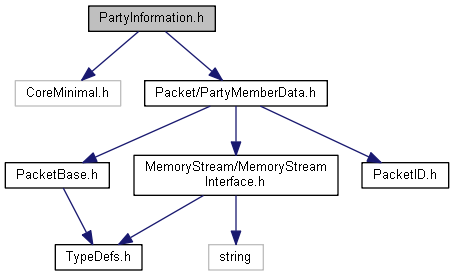 PartyInformation.h
CoreMinimal.h
Packet/PartyMemberData.h
PacketBase.h
MemoryStream/MemoryStream
Interface.h
PacketID.h
TypeDefs.h
string